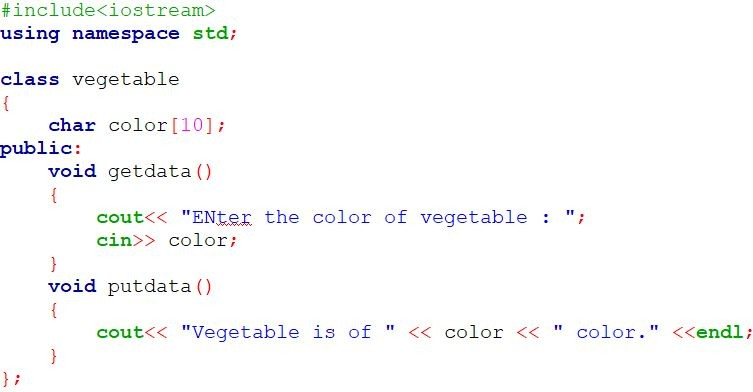 #include<iostream>
using namespace std;
class vegetable
{
char color[10];
public:
void getdata()
{
cout<< "ENter the color of vegetable : ";
cin>> color;
}
void putdata()
{
cout<< "Vegetable is of " << color << " color." <<endl;
}
};